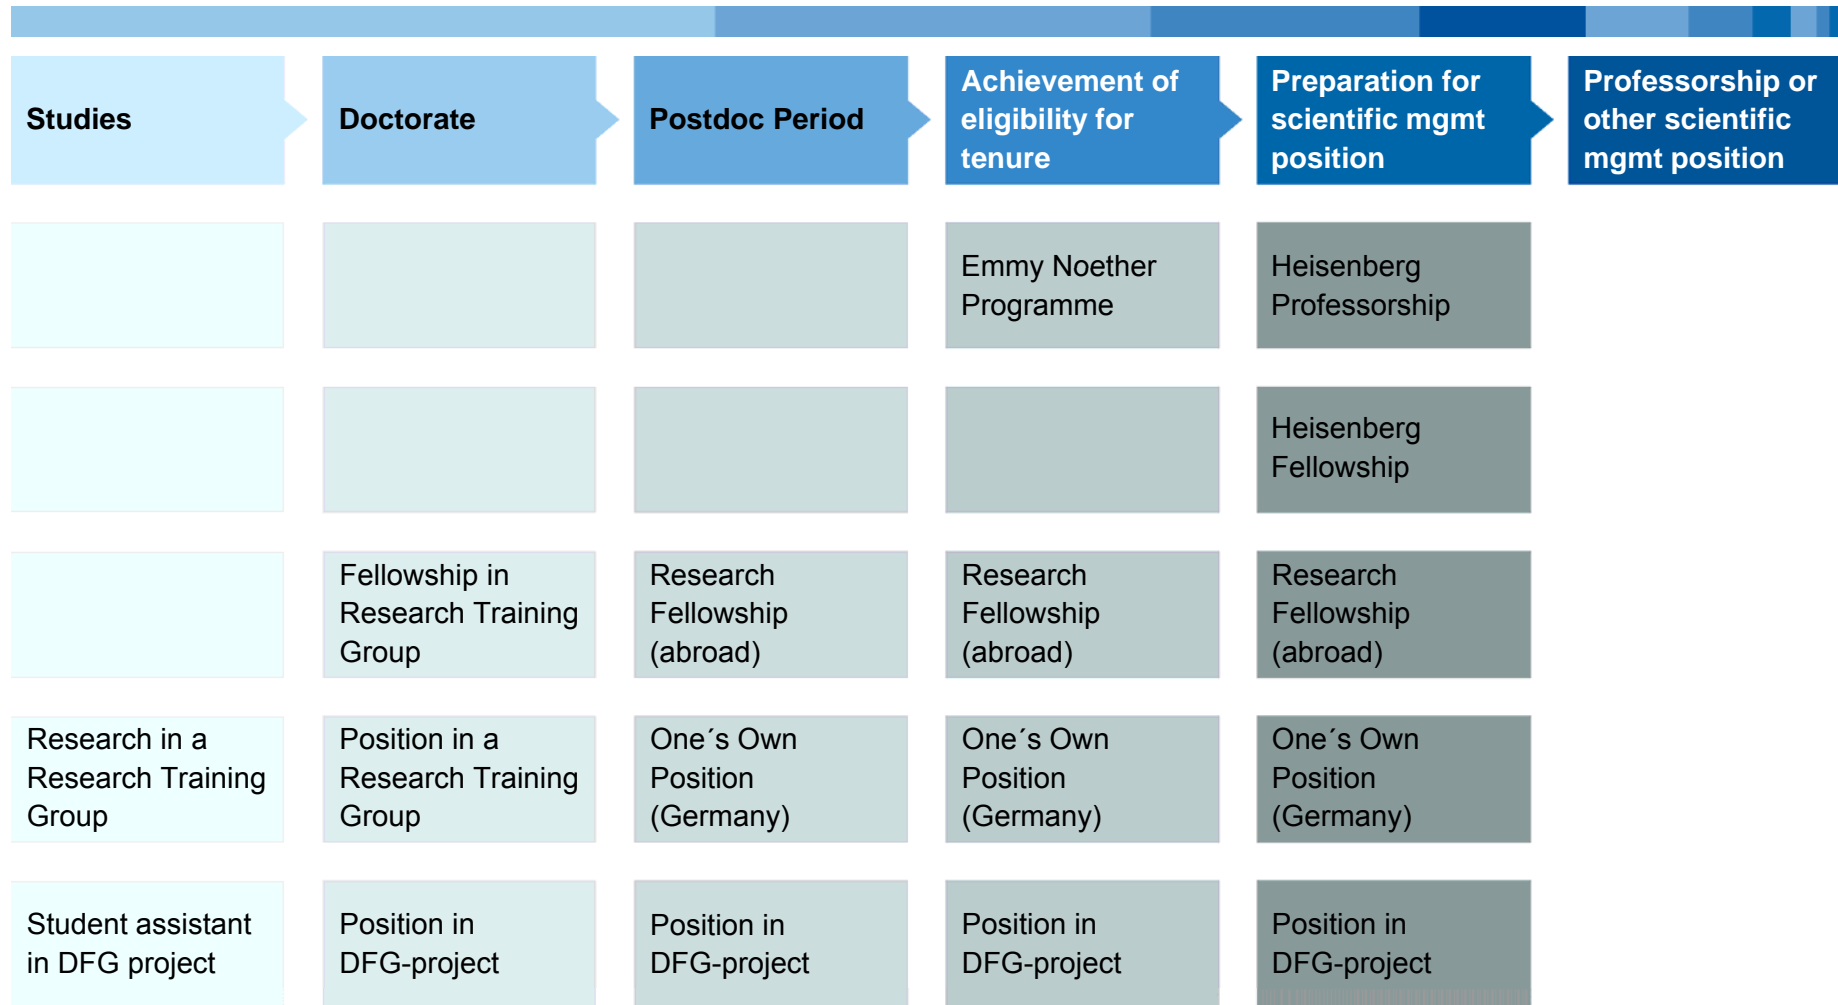 Studies
Doctorate
Postdoc Period
Achievement of
eligibility for
tenure
Preparation for
scientific mgmt
position
Professorship or
other scientific
mgmt position
Emmy Noether
Programme
Heisenberg
Professorship
Heisenberg
Fellowship
Fellowship in
Research Training
Group
Research
Fellowship
(abroad)
Research
Fellowship
(abroad)
Research
Fellowship
(abroad)
Research in a
Research Training
Group
Position in a
Research Training
Group
One´s Own
Position
(Germany)
One´s Own
Position
(Germany)
One´s Own
Position
(Germany)
Student assistant
in DFG project
Position in
DFG-project
Position in
DFG-project
Position in
DFG-project
Position in
DFG-project